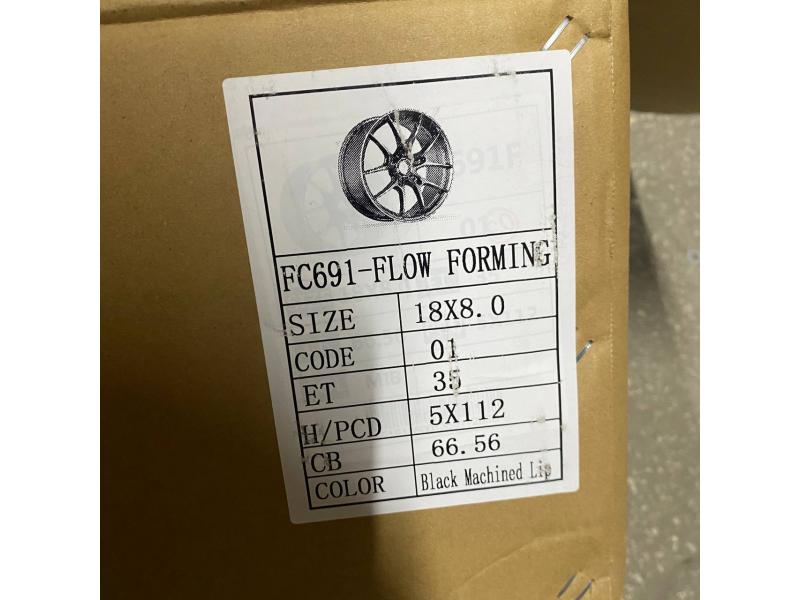 FC691-FLOW FORMING
SIZE 18X8.0
CODE 01
ET 35
H/PCD 5X112
CB 66.56
COLOR Black Machined Lip